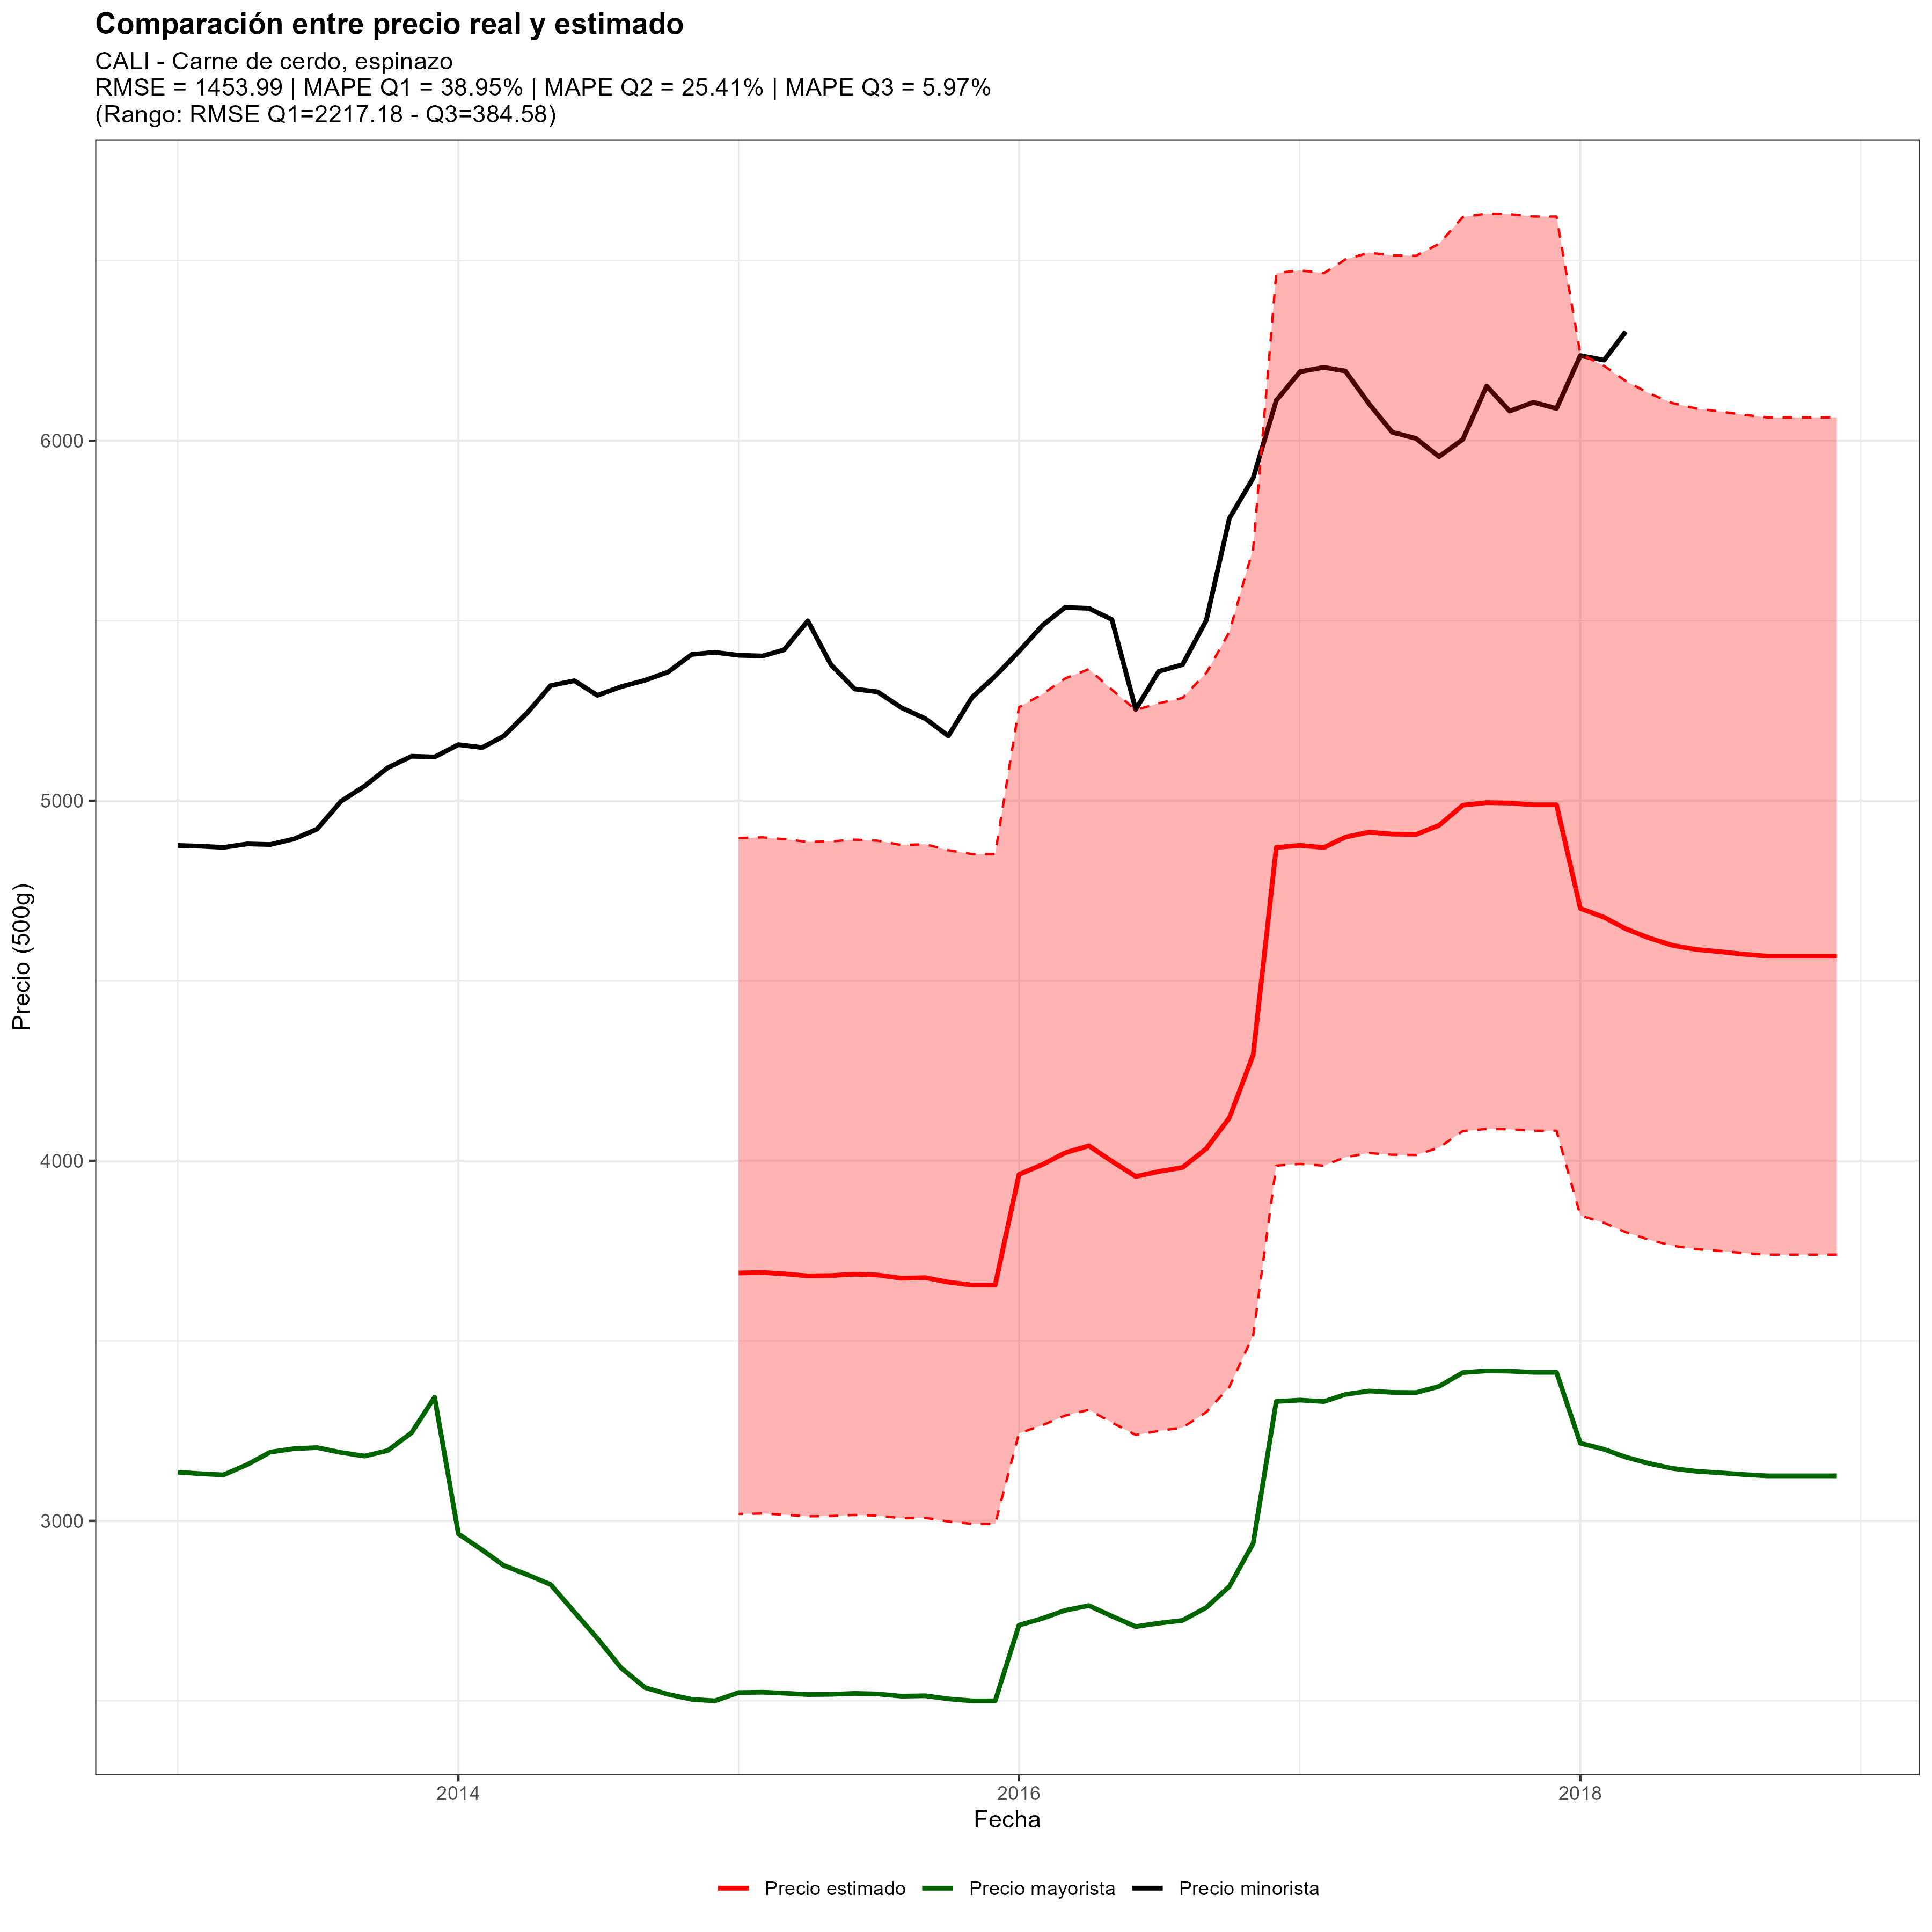 Comparación entre precio real y estimado
CALI - Carne de cerdo, espinazo
RMSE = 1453.99 | MAPE Q1 = 38.95% | MAPE Q2 = 25.41% | MAPE Q3 = 5.97%
(Rango: RMSE Q1=2217.18 - Q3=384.58)
Precio (500g)
6000
5000
4000
3000
2014
2016
2018
Fecha
Precio estimado
Precio mayorista
Precio minorista